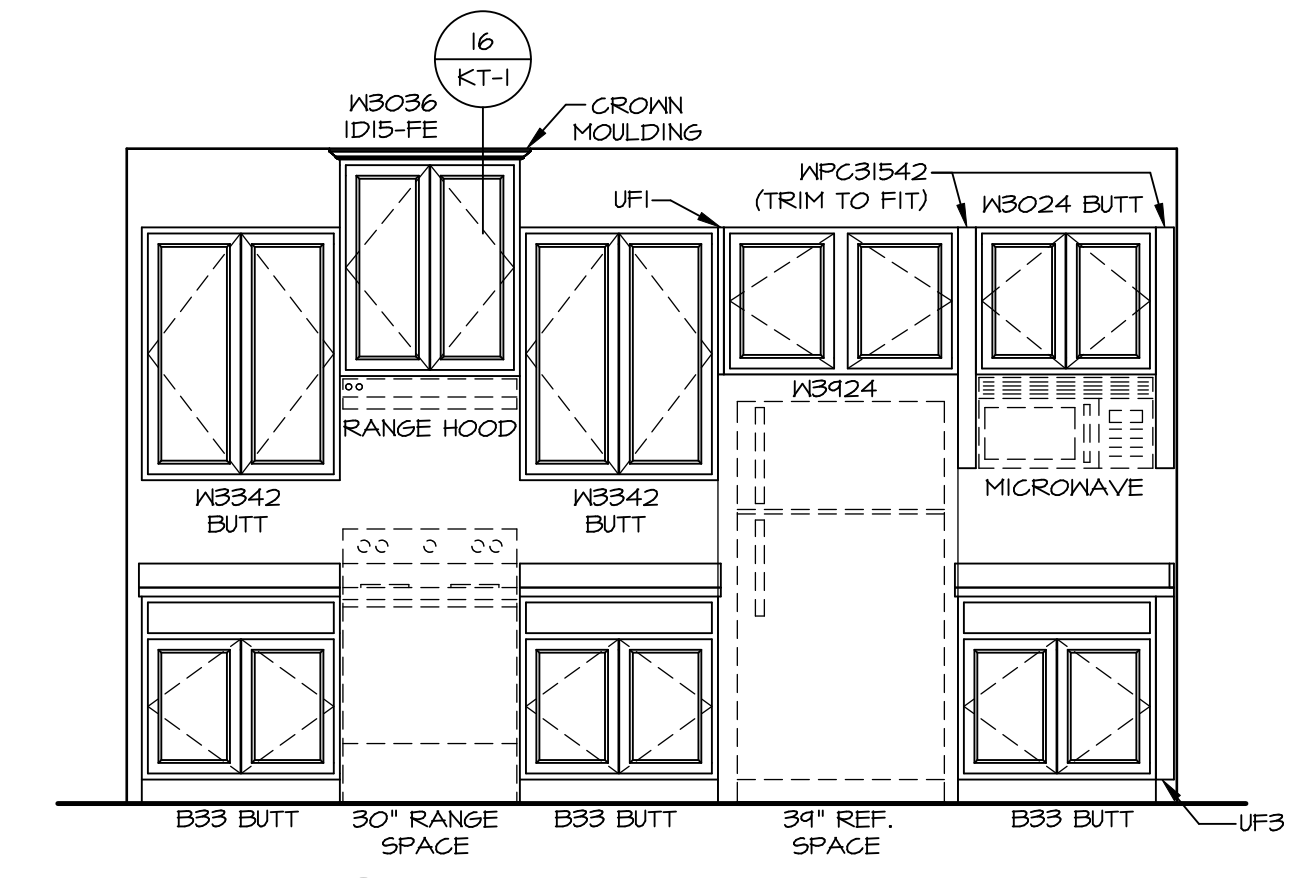 16
KT-1
W3036
1D15-FE
CROWN
MOULDING
WPC31542
(TRIM TO FIT)
UF1
W3024 BUTT
W3924
RANGE HOOD
MICROWAVE
W3342
BUTT
W3342
BUTT
B33 BUTT
30" RANGE
SPACE
B33 BUTT
39" REF.
SPACE
B33 BUTT
UF3